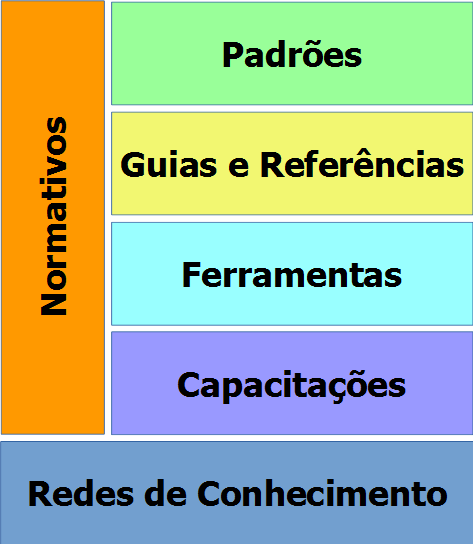 Normativos
Padrões
Guias e Referências
Ferramentas
Capacitações
Redes de Conhecimento